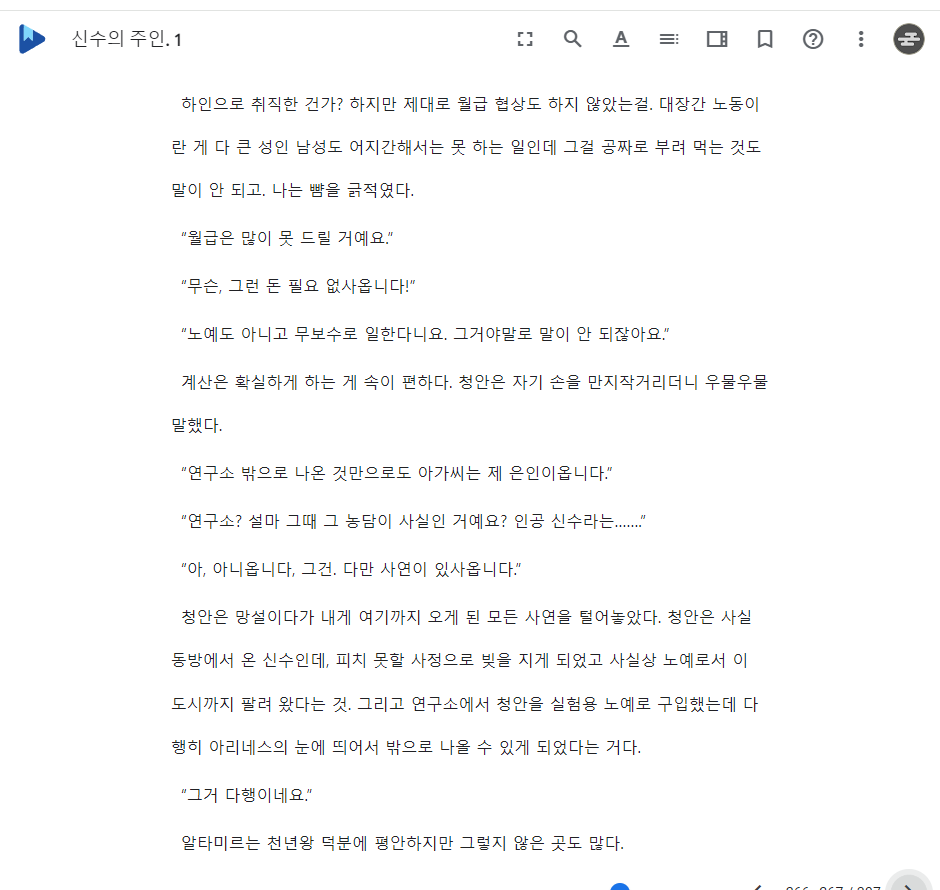 신수의 주인. 1
하인으로 취직한 건가? 하지만 제대로 월급 협상도 하지 않았는걸. 대장간 노동이
란 게 다 큰 성인 남성도 어지간해서는 못 하는 일인데 그걸 공짜로 부려 먹는 것도
말이 안 되고. 나는 뺨을 긁적였다.
“월급은 많이 못 드릴 거예요.”
“무슨, 그런 돈 필요 없사옵니다!”
“노예도 아니고 무보수로 일한다니요. 그거야말로 말이 안 되잖아요.”
계산은 확실하게 하는 게 속이 편하다. 청안은 자기 손을 만지작거리더니 우물우물
말했다.
“연구소 밖으로 나온 것만으로도 아가씨는 제 은인이옵니다.”
“연구소? 설마 그때 그 농담이 사실인 거예요? 인공 신수라는…….”
“아, 아니옵니다, 그건. 다만 사연이 있사옵니다.”
청안은 망설이다가 내게 여기까지 오게 된 모든 사연을 털어놓았다. 청안은 사실
동방에서 온 신수인데, 피치 못할 사정으로 빚을 지게 되었고 사실상 노예로서 이
도시까지 팔려 왔다는 것. 그리고 연구소에서 청안을 실험용 노예로 구입했는데 다
행히 아리네스의 눈에 띄어서 밖으로 나올 수 있게 되었다는 거다.
“그거 다행이네요.”
알타미르는 천년왕 덕분에 평안하지만 그렇지 않은 곳도 많다.